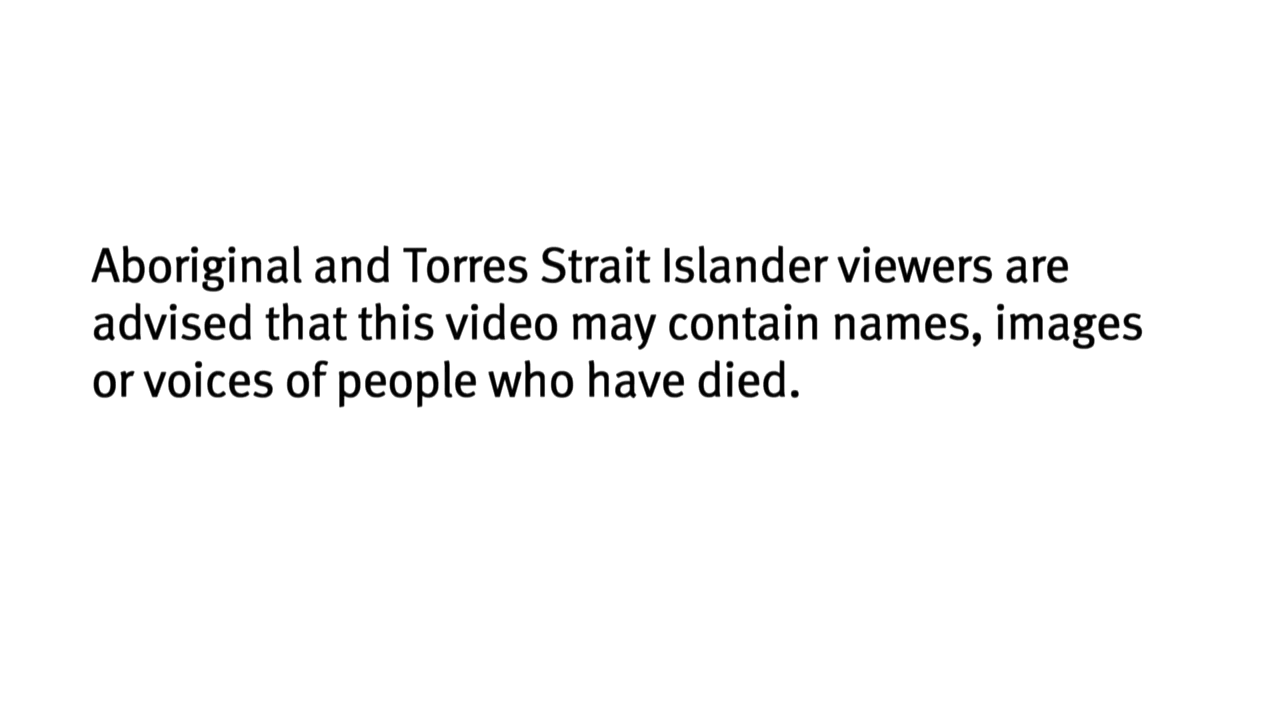 Aboriginal and Torres Strait Islander viewers are
advised that this video may contain names, images
or voices of people who have died.